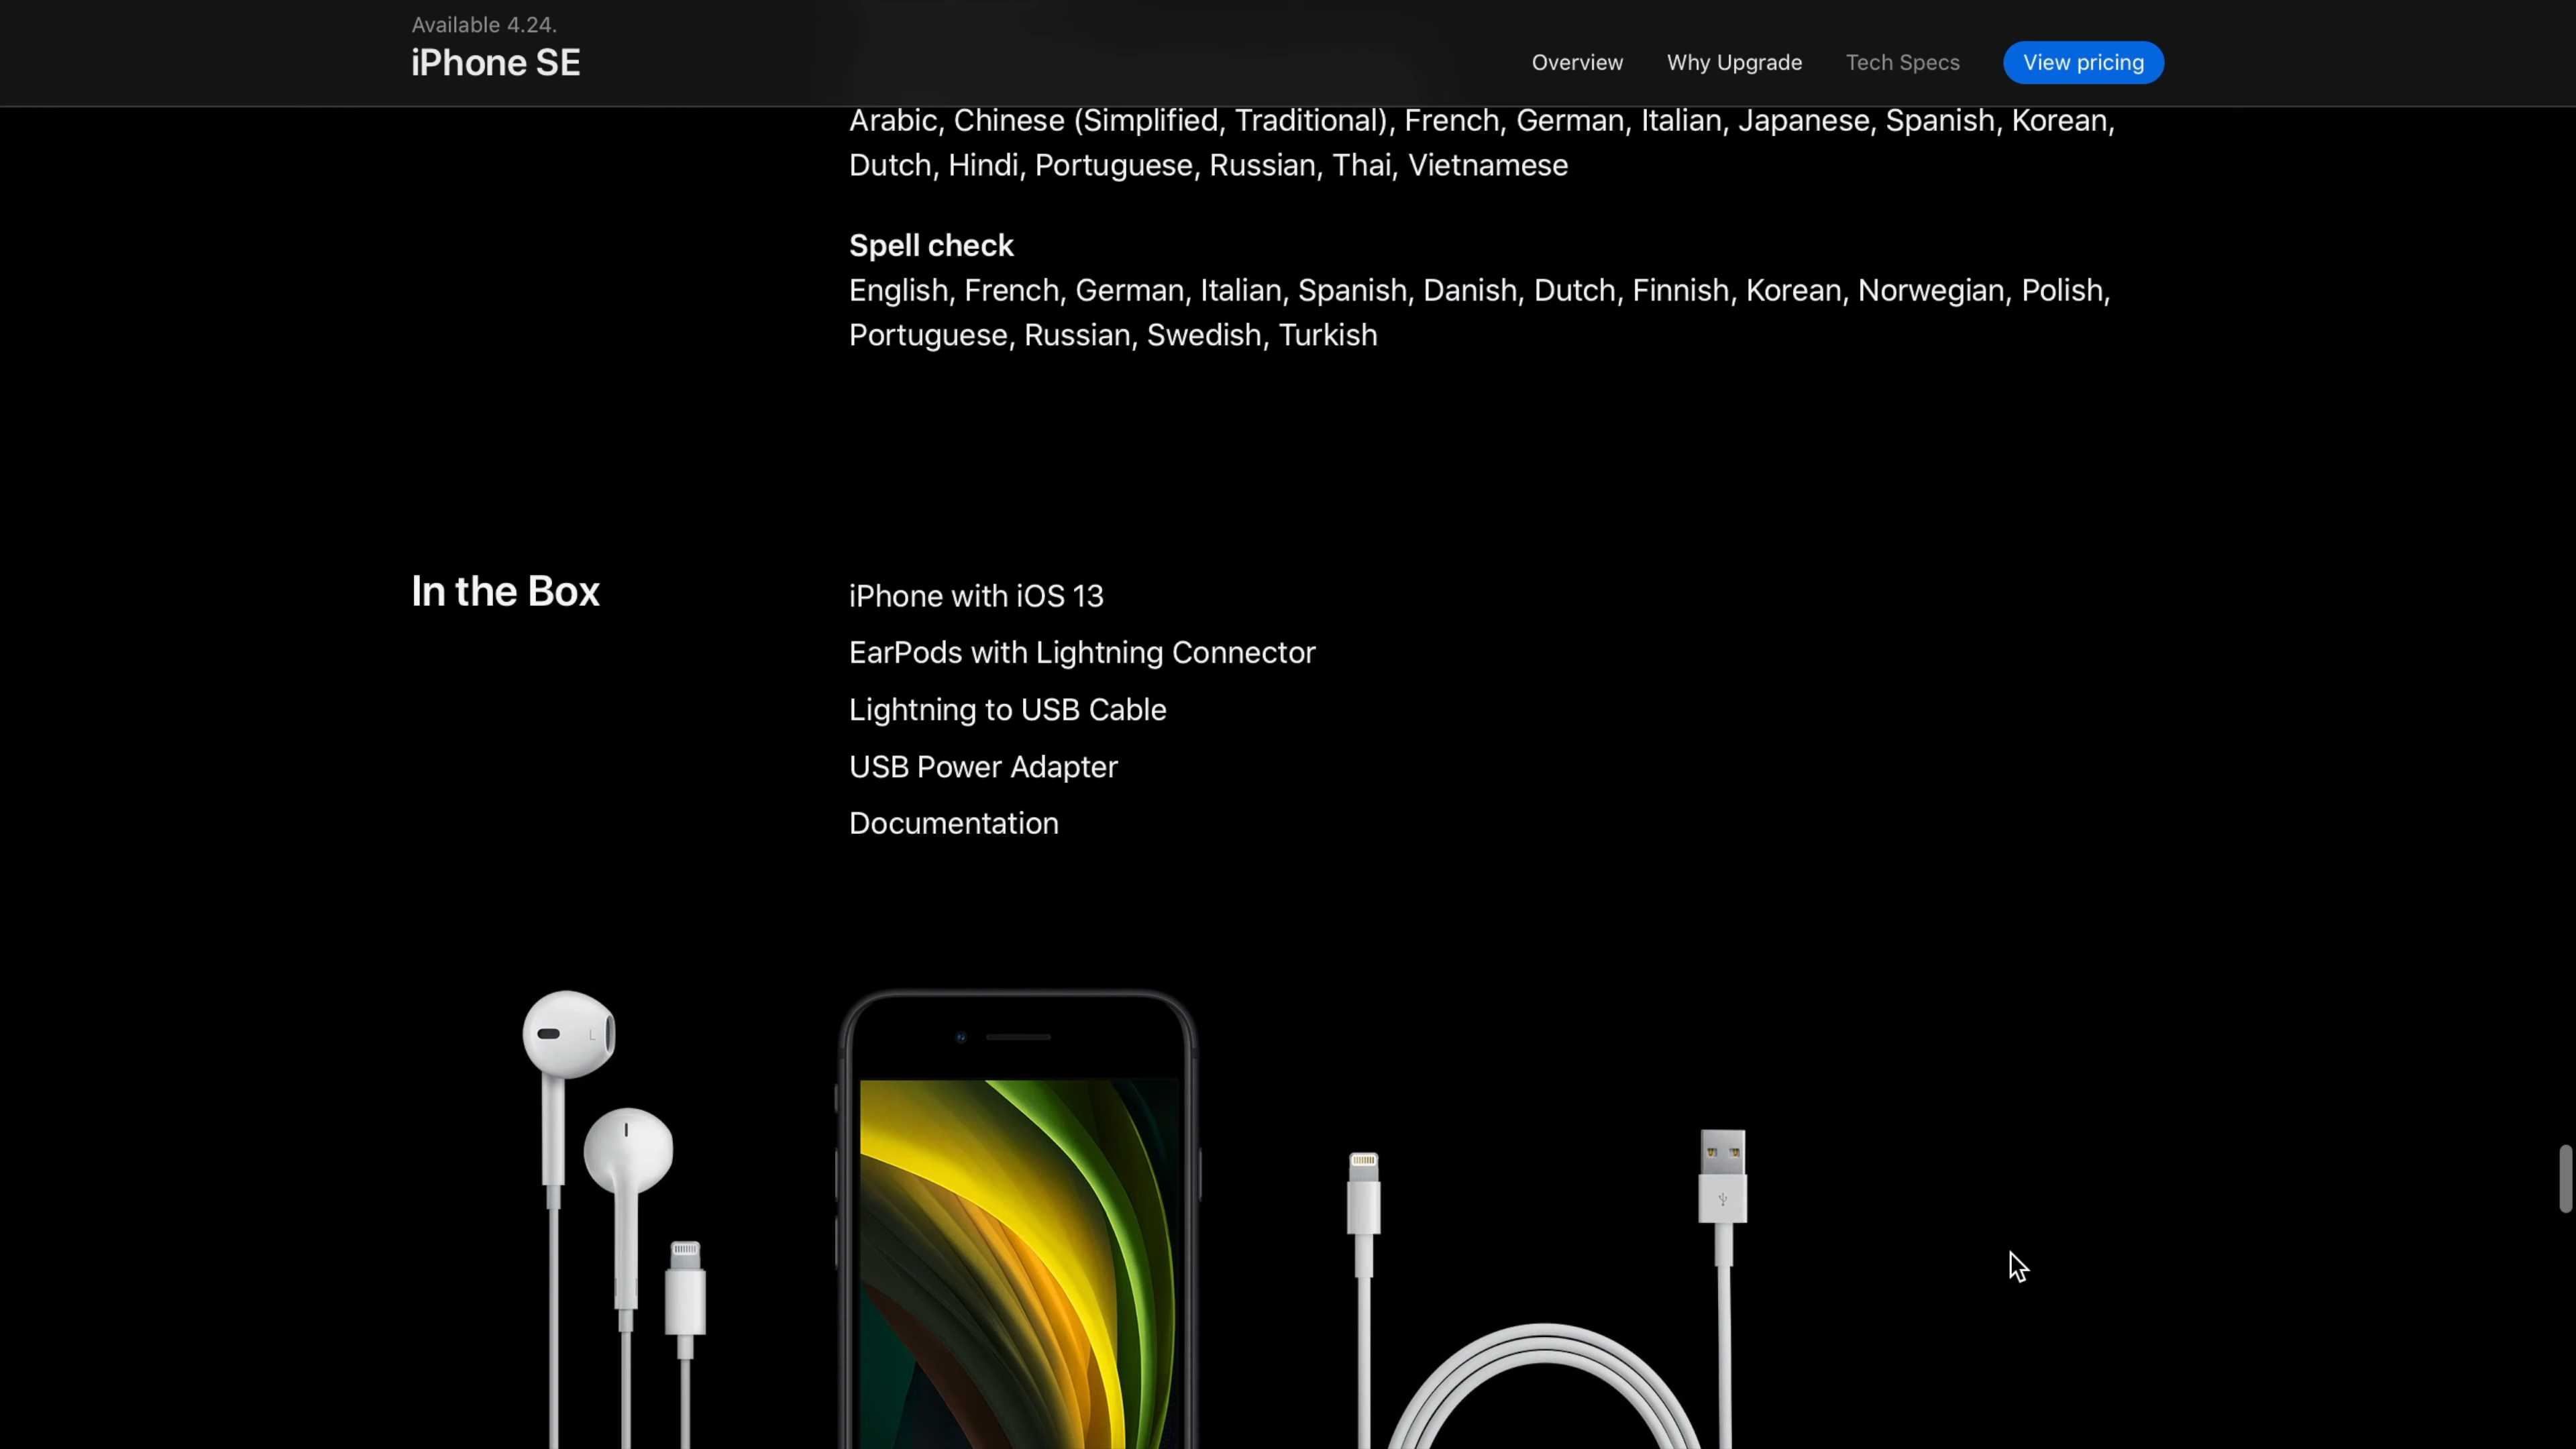 Available 4.24.
iPhone SE
Overview
Why Upgrade
Tech Specs
View pricing
Arabic, Chinese (Simplified, Traditional), French, German, Italian, Japanese, Spanish, Korean,
Dutch, Hindi, Portuguese, Russian, Thai, Vietnamese
Spell check
English, French, German, Italian, Spanish, Danish, Dutch, Finnish, Korean, Norwegian, Polish,
Portuguese, Russian, Swedish, Turkish
In the Box
iPhone with iOS 13
EarPods with Lightning Connector
Lightning to USB Cable
USB Power Adapter
Documentation
L